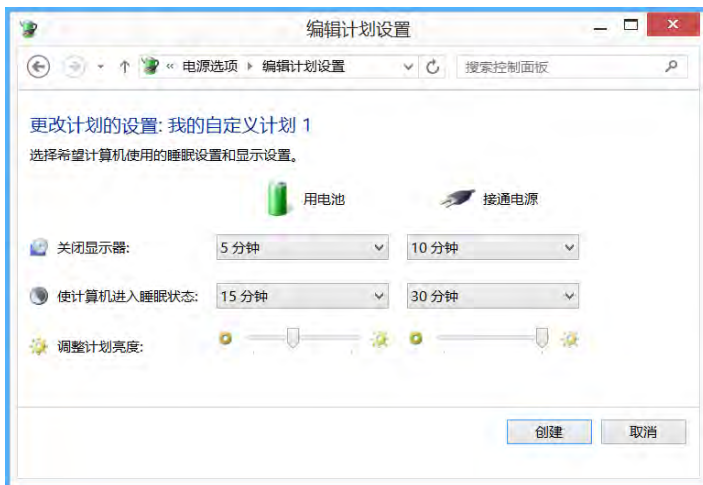 编辑计划设置
« 电源选项 ▸ 编辑计划设置 搜索控制面板
更改计划的设置: 我的自定义计划 1
选择希望计算机使用的睡眠设置和显示设置。
用电池 接通电源
关闭显示器: 5 分钟 10 分钟
使计算机进入睡眠状态: 15 分钟 30 分钟
调整计划亮度:
创建 取消